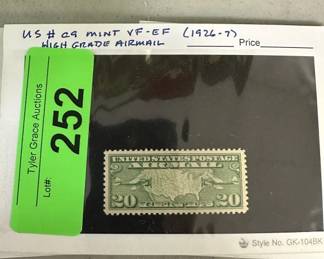 US # C9 MINT VF-EF (1926-7)
HIGH GRADE AIRMAIL Price
Tyler Grace Auctions
Lot#:
252
UNITED STATES POSTAGE
AIR MAIL
20 20
Style No. GK-104BK